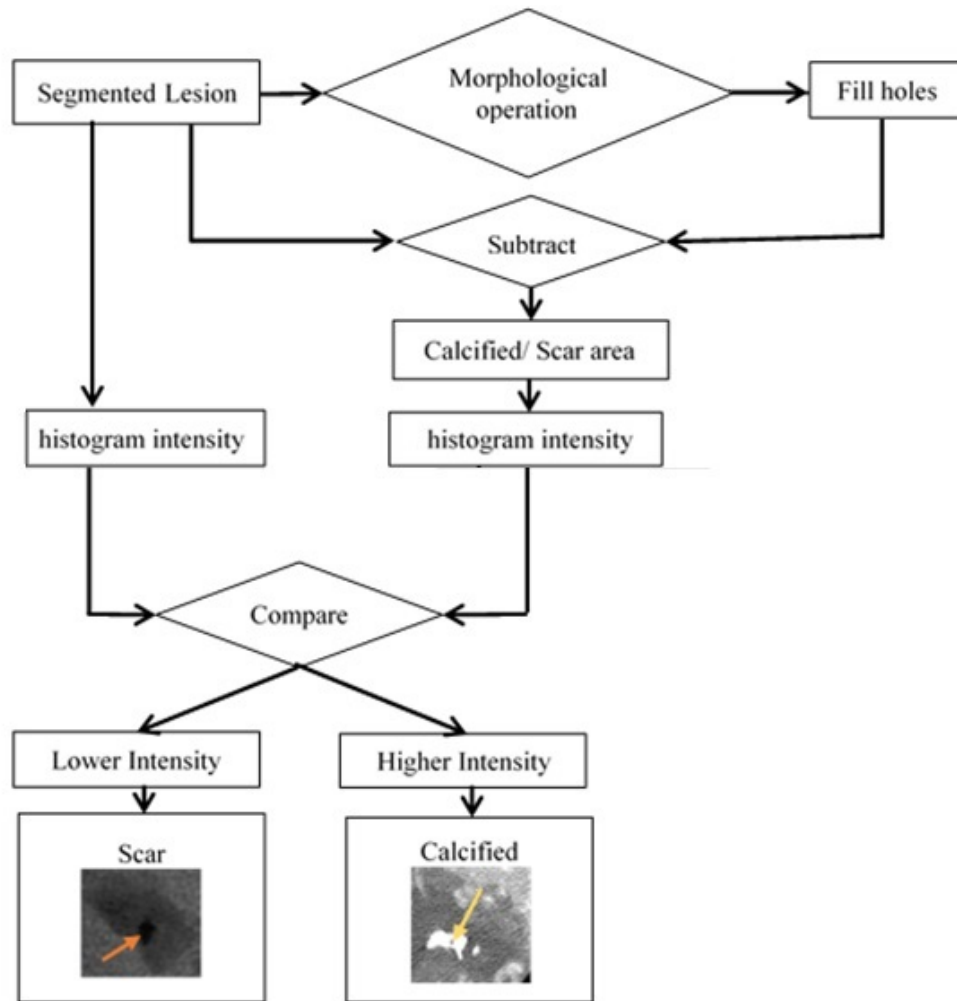 Segmented Lesion
Morphological
operation
Fill holes
Subtract
Calcified/ Scar area
histogram intensity
histogram intensity
Compare
Lower Intensity
Higher Intensity
Scar
Calcified